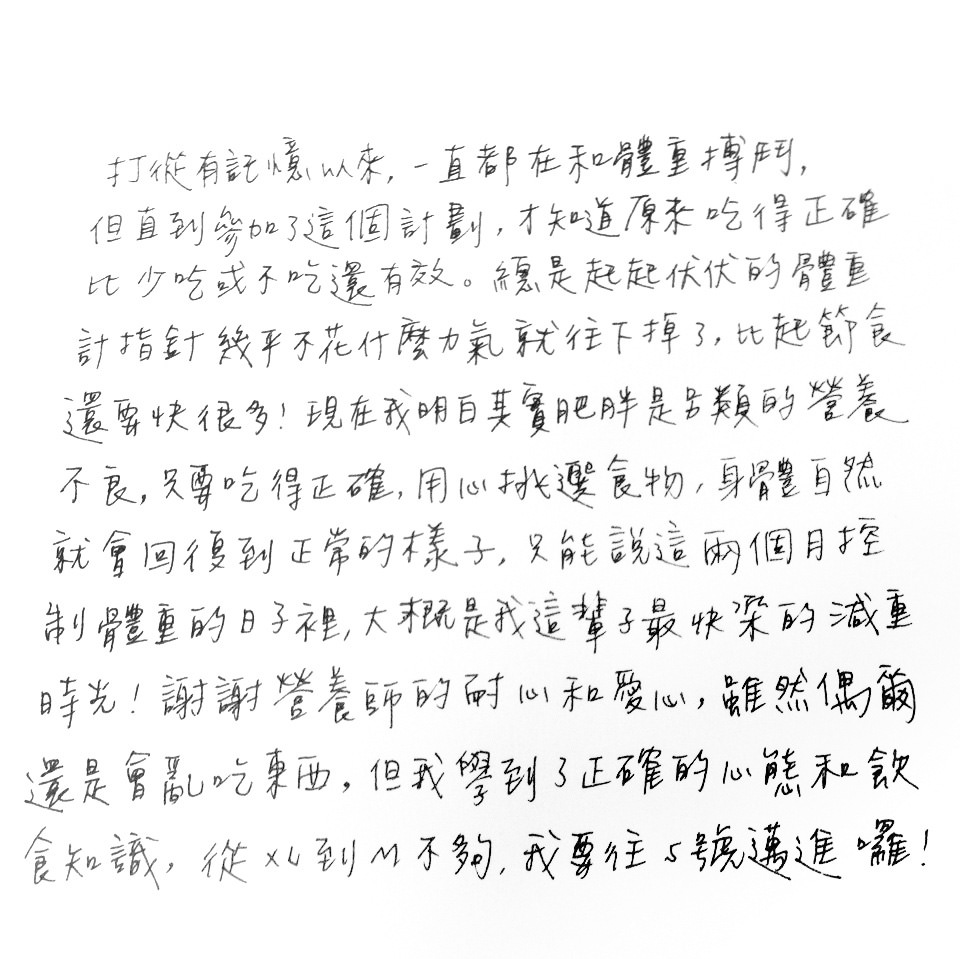 打從有記憶以來，一直都在和體重搏鬥，
但直到參加了這個計劃，才知道原來吃得正確
比少吃或不吃還有效。總是起起伏伏的體重
計指針幾乎不花什麼力氣就往下掉了，比起節食
還要快很多！現在我明白其實肥胖是另類的營養
不良，只要吃得正確，用心挑選食物，身體自然
就會回復到正常的樣子，只能說這兩個月控
制體重的日子裡，大概是我這輩子最快樂的減重
時光！謝謝營養師的耐心和愛心，雖然偶爾
還是會亂吃東西，但我學到了正確的心態和飲
食知識，從XL到M不夠，我要往S號邁進囉！